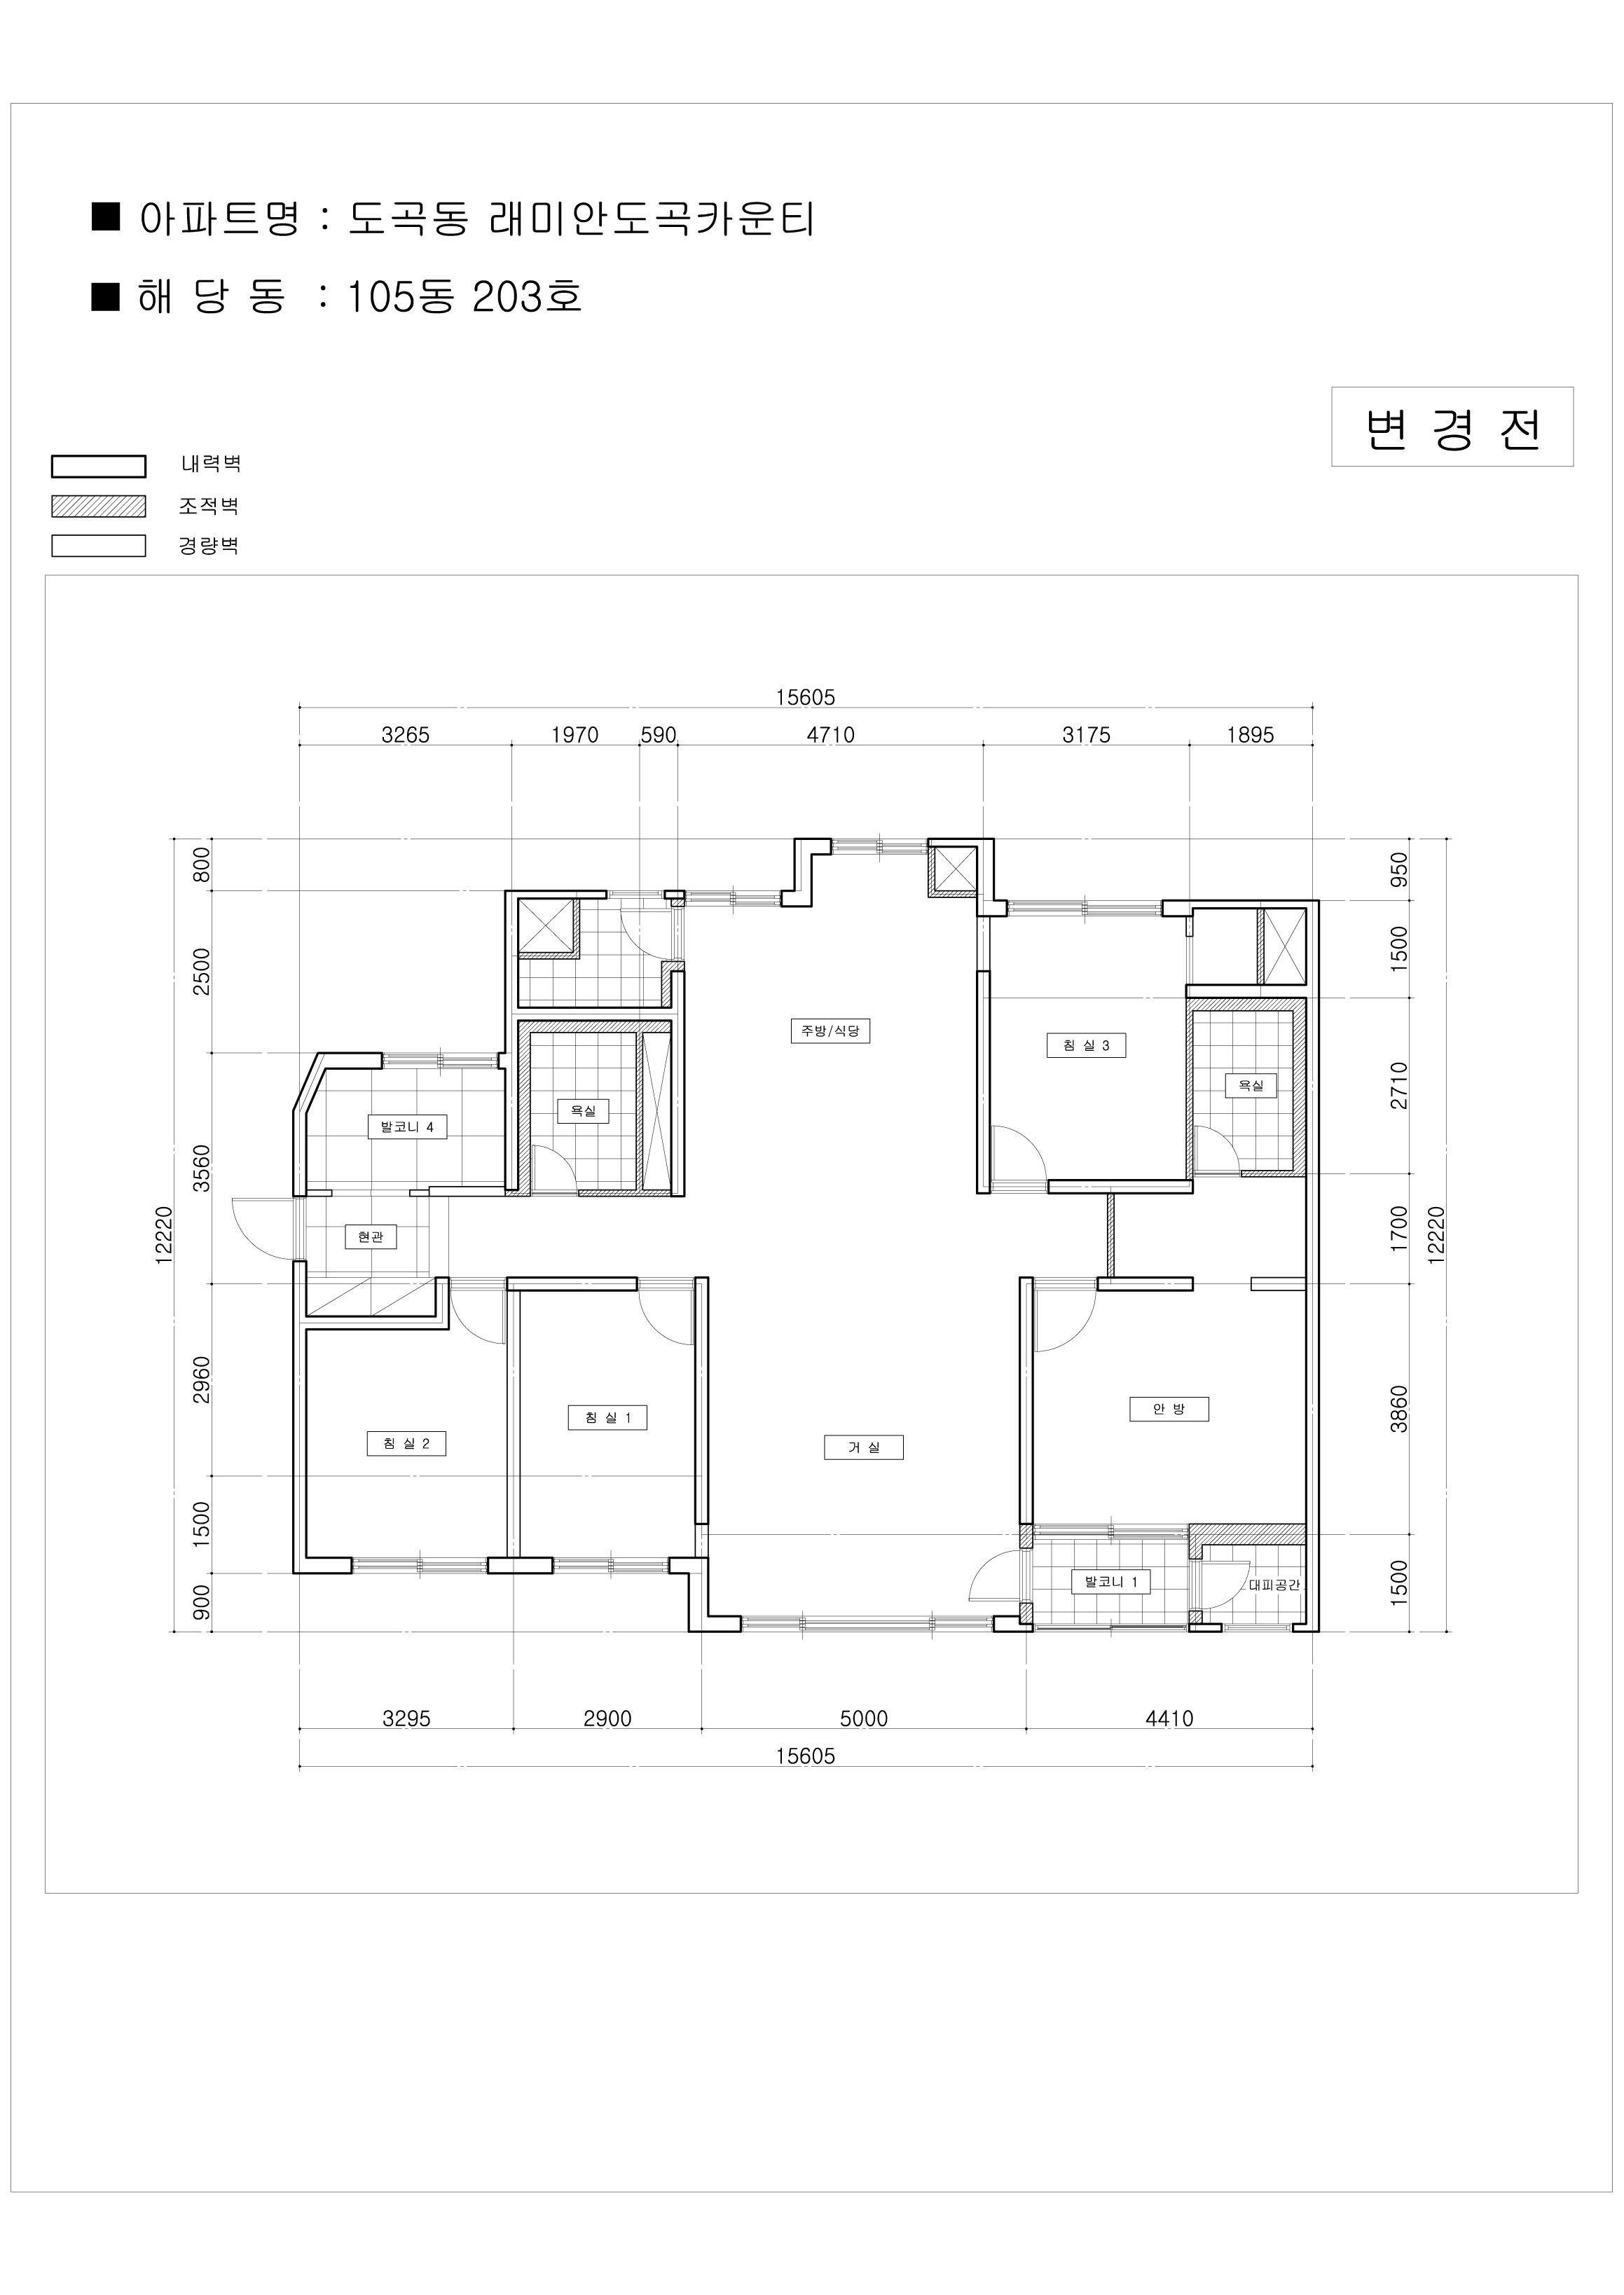 ■ 아파트명 : 도곡동 래미안도곡카운티
■ 해 당 동 : 105동 203호
변 경 전
내력벽
조적벽
경량벽
15605
3265 1970 590 4710 3175 1895
800
2500
3560
2960
1500
900
12220
950
1500
2710
1700
3860
1500
12220
주방/식당
침 실 3
욕실
욕실
발코니 4
현관
침 실 2
침 실 1
거 실
안 방
발코니 1
대피공간
3295 2900 5000 4410
15605